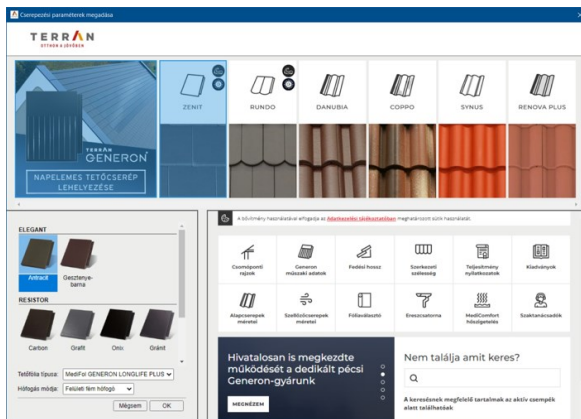 Cserepezési paraméterek megadása
TERRÁN
OTTHON A JÖVŐBEN
TERRÁN
GENERON
NAPELEMES TETŐCSERÉP
LEHELYEZÉSE
ZENIT
RUNDO
DANUBIA
COPPO
SYNUS
RENOVA PLUS
ELEGANT
Antracit
Gesztenye-
barna
RESISTOR
Carbon
Grafit
Onix
Gránit
Tetőfólia típusa: MediFol GENERON LONGLIFE PLUS
Hófogás módja: Felületi fém hófogó
Mégsem
OK
A bővítmény használatával elfogadja az Adatkezelési tájékoztatóban meghatározott sütik használatát.
Csomóponti
rajzok
Generon
műszaki adatok
Fedési hossz
Szerkezeti
szélesség
Teljesítmény
nyilatkozatok
Kiadványok
Alapcserepek
méretei
Szellőzőcserepek
méretei
Fóliaválasztó
Ereszcsatorna
MediComfort
hőszigetelés
Szaktanácsadók
Hivatalosan is megkezdte
működését a dedikált pécsi
Generon-gyárunk
MEGNÉZEM
Nem találja amit keres?
A keresésnek megfelelő tartalmak az aktív csempék
alatt találhatóak